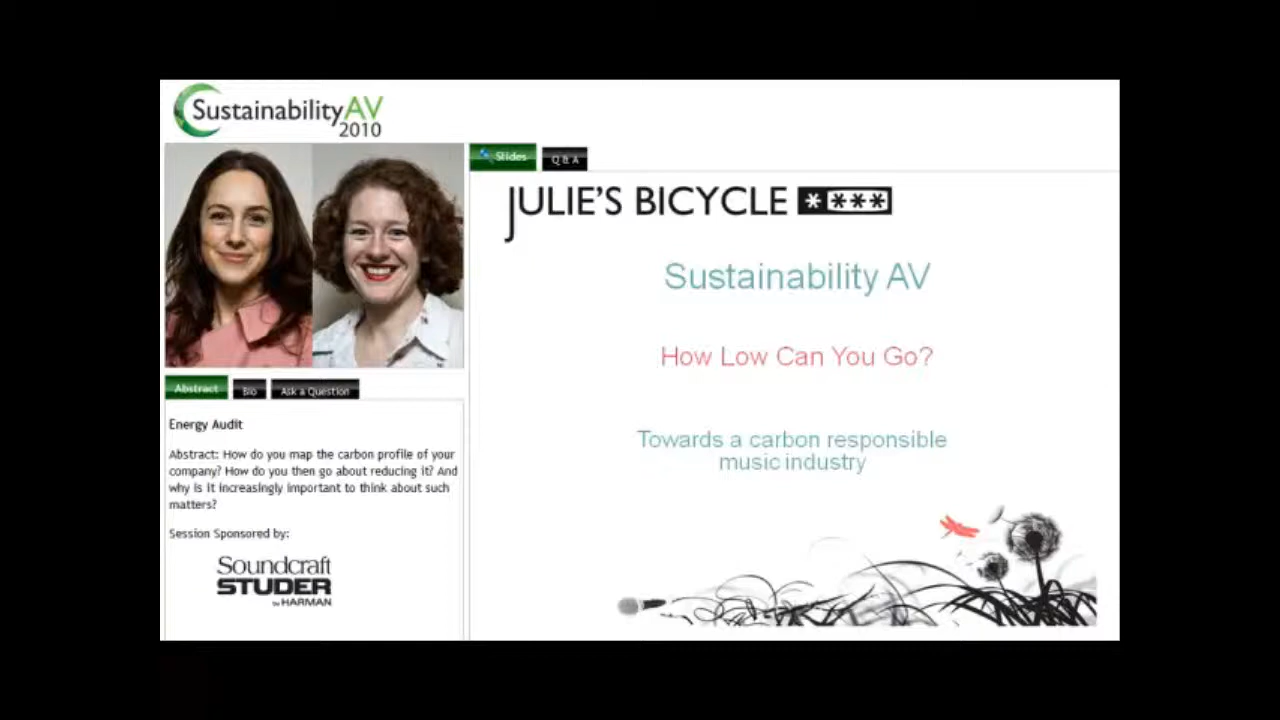 SustainabilityAV
2010
Slides
Q & A
JULIE'S BICYCLE ****
Sustainability AV
How Low Can You Go?
Towards a carbon responsible
music industry
Abstract
Bio
Ask a Question
Energy Audit
Abstract: How do you map the carbon profile of your
company? How do you then go about reducing it? And
why is it increasingly important to think about such
matters?
Session Sponsored by:
Soundcraft
STUDER
by HARMAN